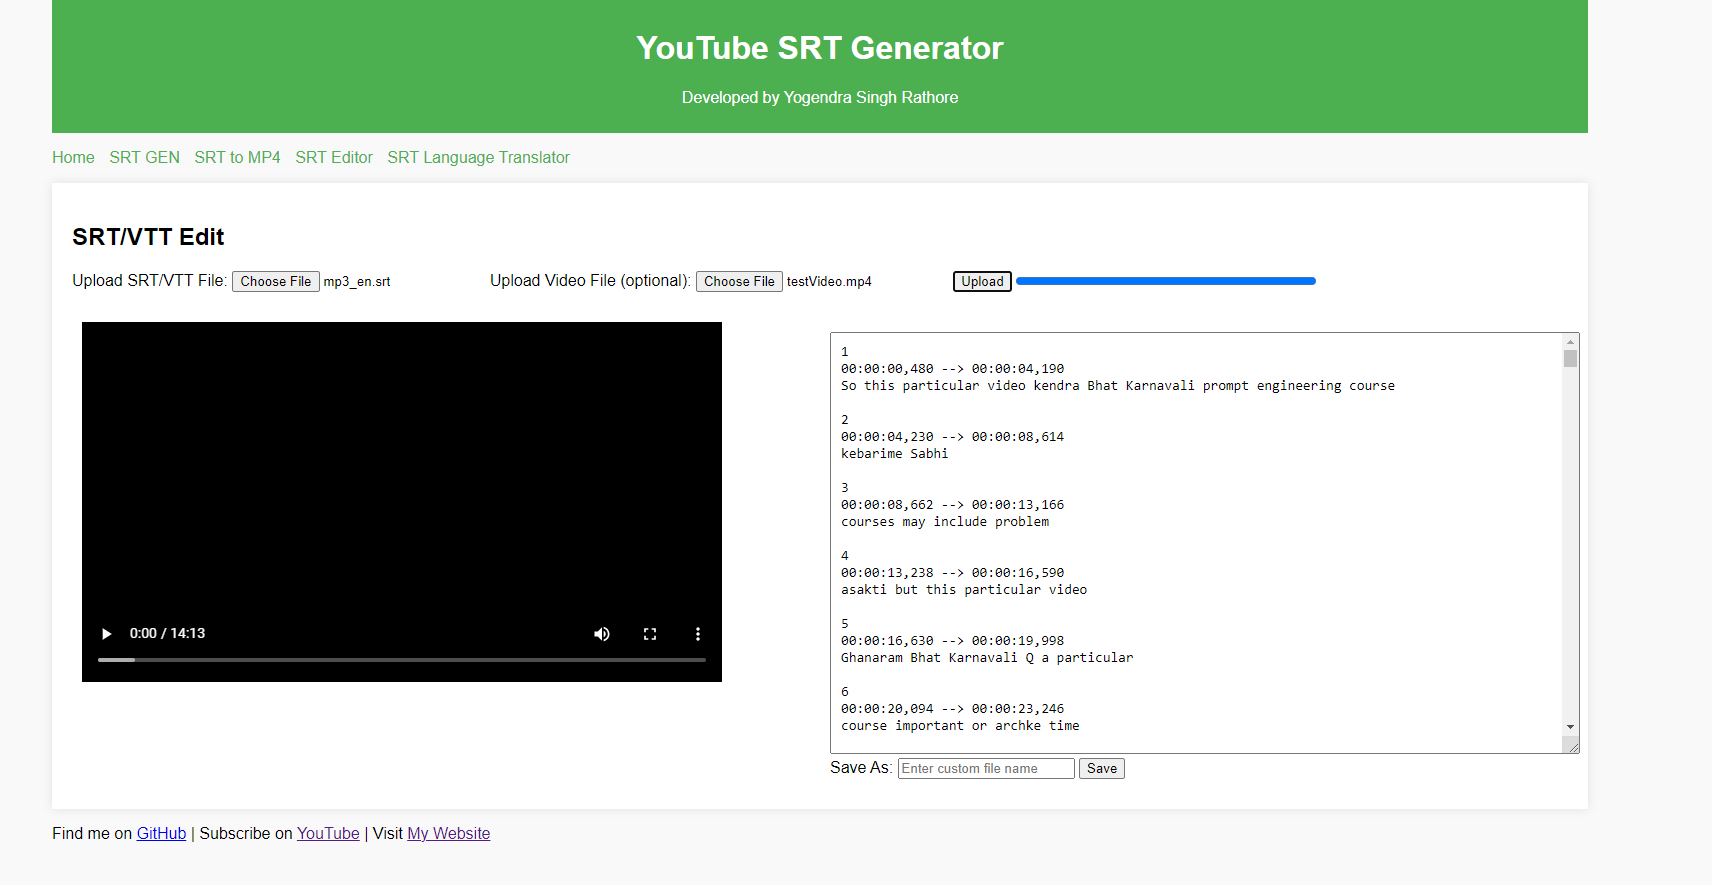 YouTube SRT Generator
Developed by Yogendra Singh Rathore
Home SRT GEN SRT to MP4 SRT Editor SRT Language Translator
SRT/VTT Edit
Upload SRT/VTT File: Choose File mp3_en.srt Upload Video File (optional): Choose File testVideo.mp4 Upload
0:00 / 14:13
1
00:00:00,480 --> 00:00:04,190
So this particular video kendra Bhat Karnavali prompt engineering course
2
00:00:04,230 --> 00:00:08,614
kebarime Sabhi
3
00:00:08,662 --> 00:00:13,166
courses may include problem
4
00:00:13,238 --> 00:00:16,590
asakti but this particular video
5
00:00:16,630 --> 00:00:19,998
Ghanaram Bhat Karnavali Q a particular
6
00:00:20,094 --> 00:00:23,246
course important or archke time
Save As: Enter custom file name Save
Find me on GitHub | Subscribe on YouTube | Visit My Website